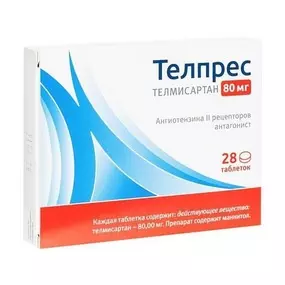 Телпрес
ТЕЛМИСАРТАН 80 мг
Ангиотензина II рецепторов
антагонист
28
таблеток
Каждая таблетка содержит: действующее вещество:
телмисартан – 80,00 мг. Препарат содержит маннитол.